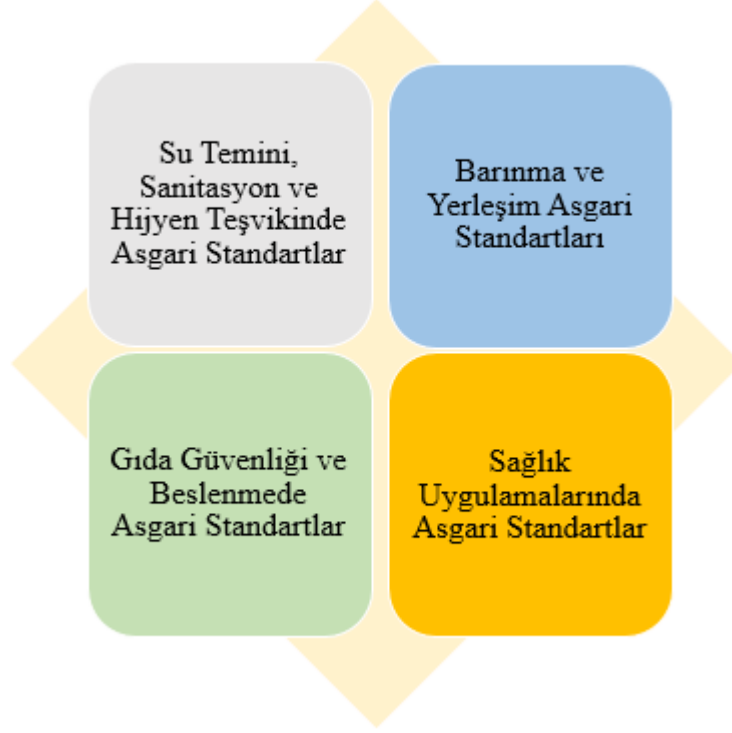 Su Temini,
Sanitasyon ve
Hijyen Teşvikinde
Asgari Standartlar
Barınma ve
Yerleşim Asgari
Standartları
Gıda Güvenliği ve
Beslenmede
Asgari Standartlar
Sağlık
Uygulamalarında
Asgari Standartlar